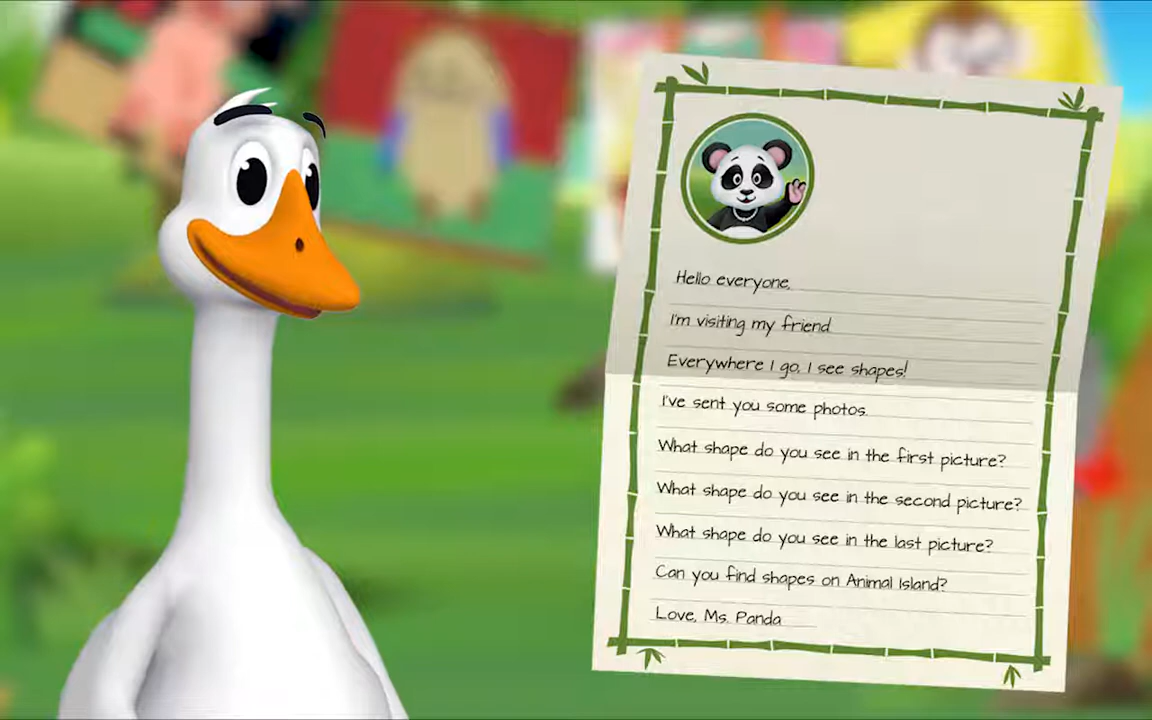 Hello everyone,
I'm visiting my friend.
Everywhere I go, I see shapes!
I've sent you some photos.
What shape do you see in the first picture?
What shape do you see in the second picture?
What shape do you see in the last picture?
Can you find shapes on Animal Island?
Love, Ms. Panda